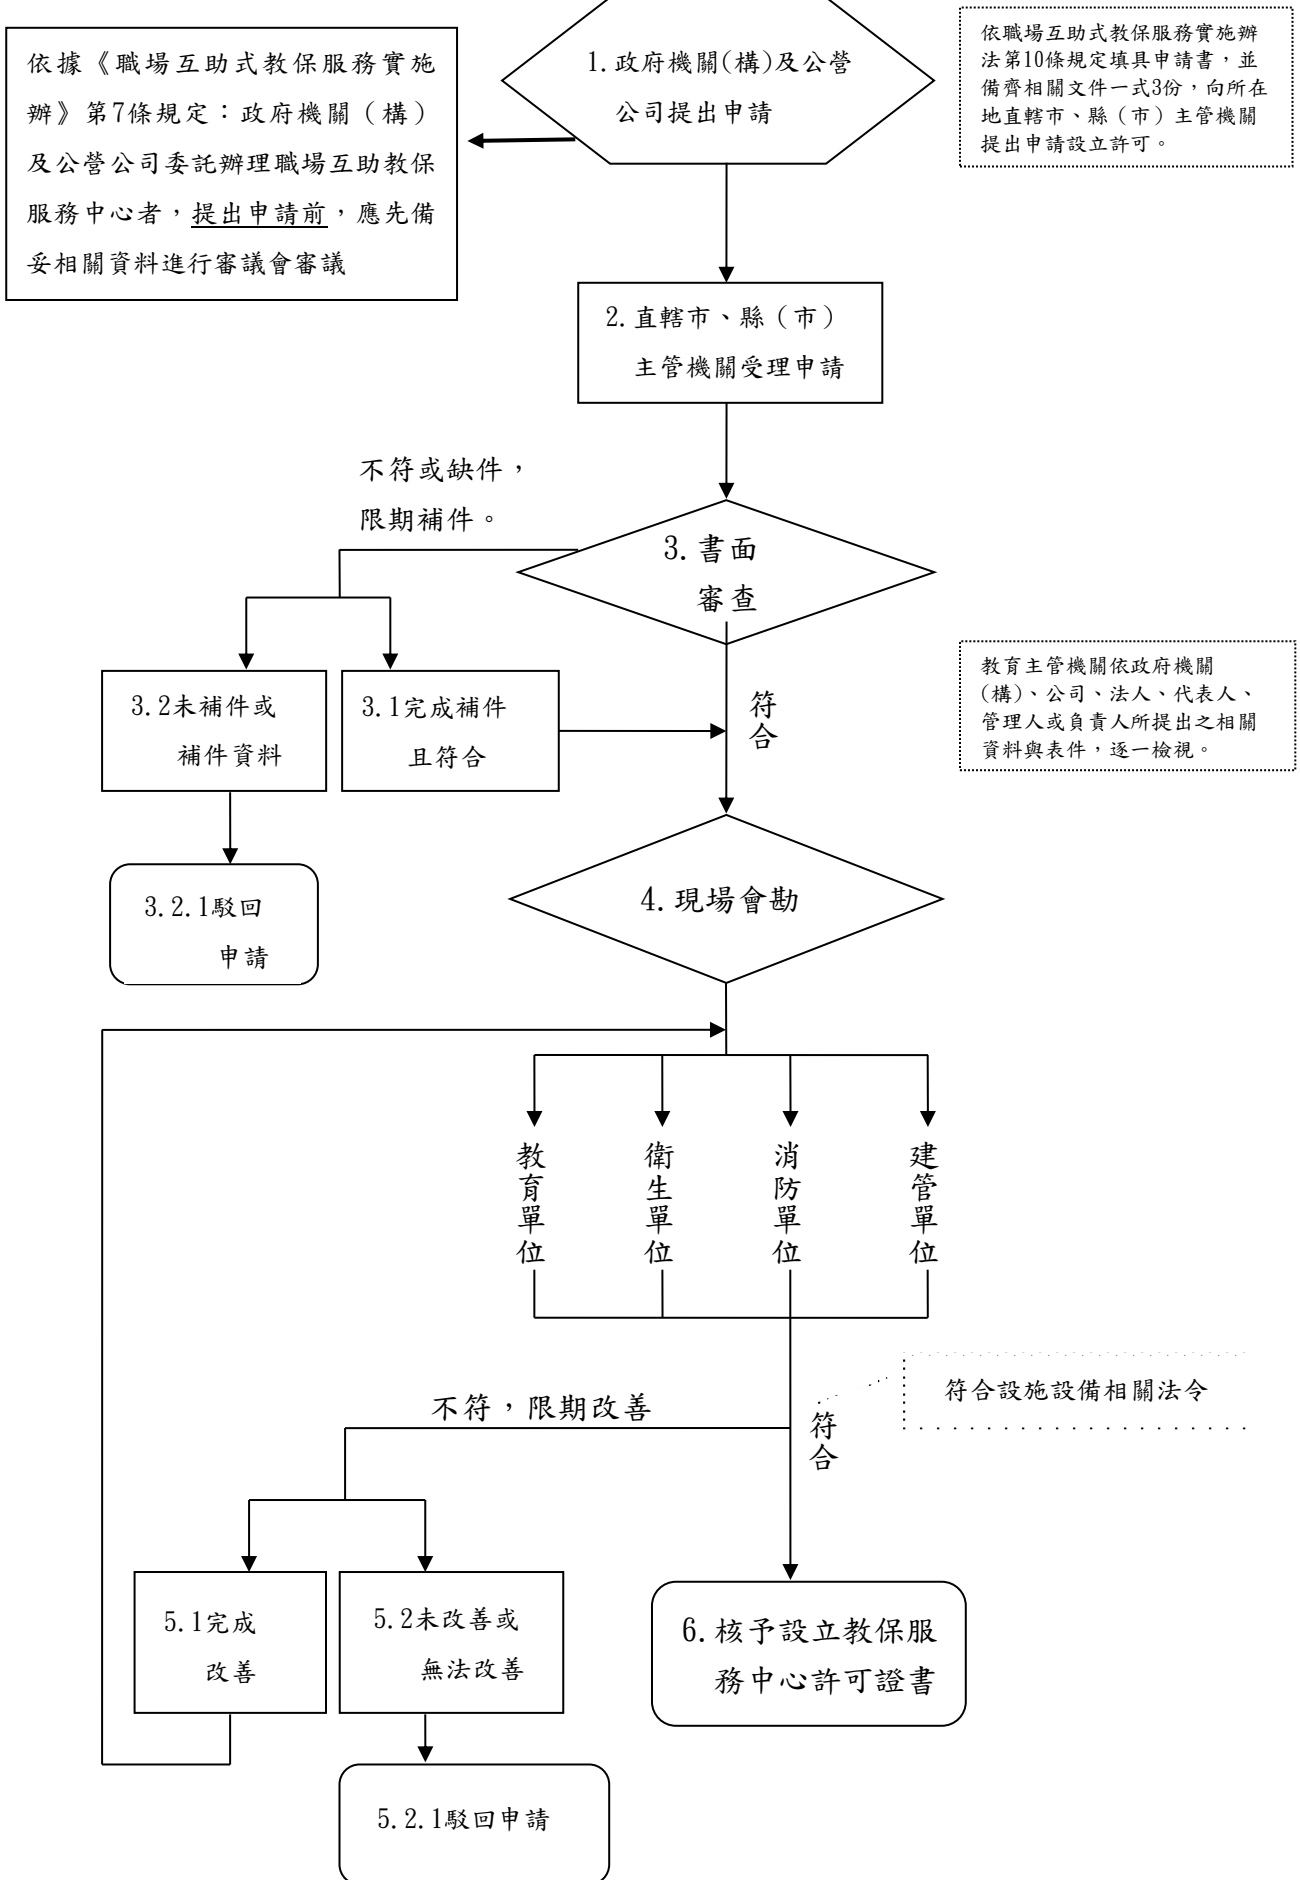 依據《職場互助式教保服務實施
辦》第7條規定：政府機關（構）
及公營公司委託辦理職場互助教保
服務中心者，提出申請前，應先備
妥相關資料進行審議會審議
1.政府機關(構)及公營
公司提出申請
依職場互助式教保服務實施辦
法第10條規定填具申請書，並
備齊相關文件一式3份，向所在
地直轄市、縣（市）主管機關
提出申請設立許可。
2.直轄市、縣（市）
主管機關受理申請
不符或缺件，
限期補件。
3.書面
審查
3.2未補件或
補件資料
3.1完成補件
且符合
符合
教育主管機關依政府機關
(構)、公司、法人、代表人、
管理人或負責人所提出之相關
資料與表件，逐一檢視。
3.2.1駁回
申請
4.現場會勘
教育單位
衛生單位
消防單位
建管單位
不符，限期改善
符合
符合設施設備相關法令
5.1完成
改善
5.2未改善或
無法改善
6.核予設立教保服
務中心許可證書
5.2.1駁回申請